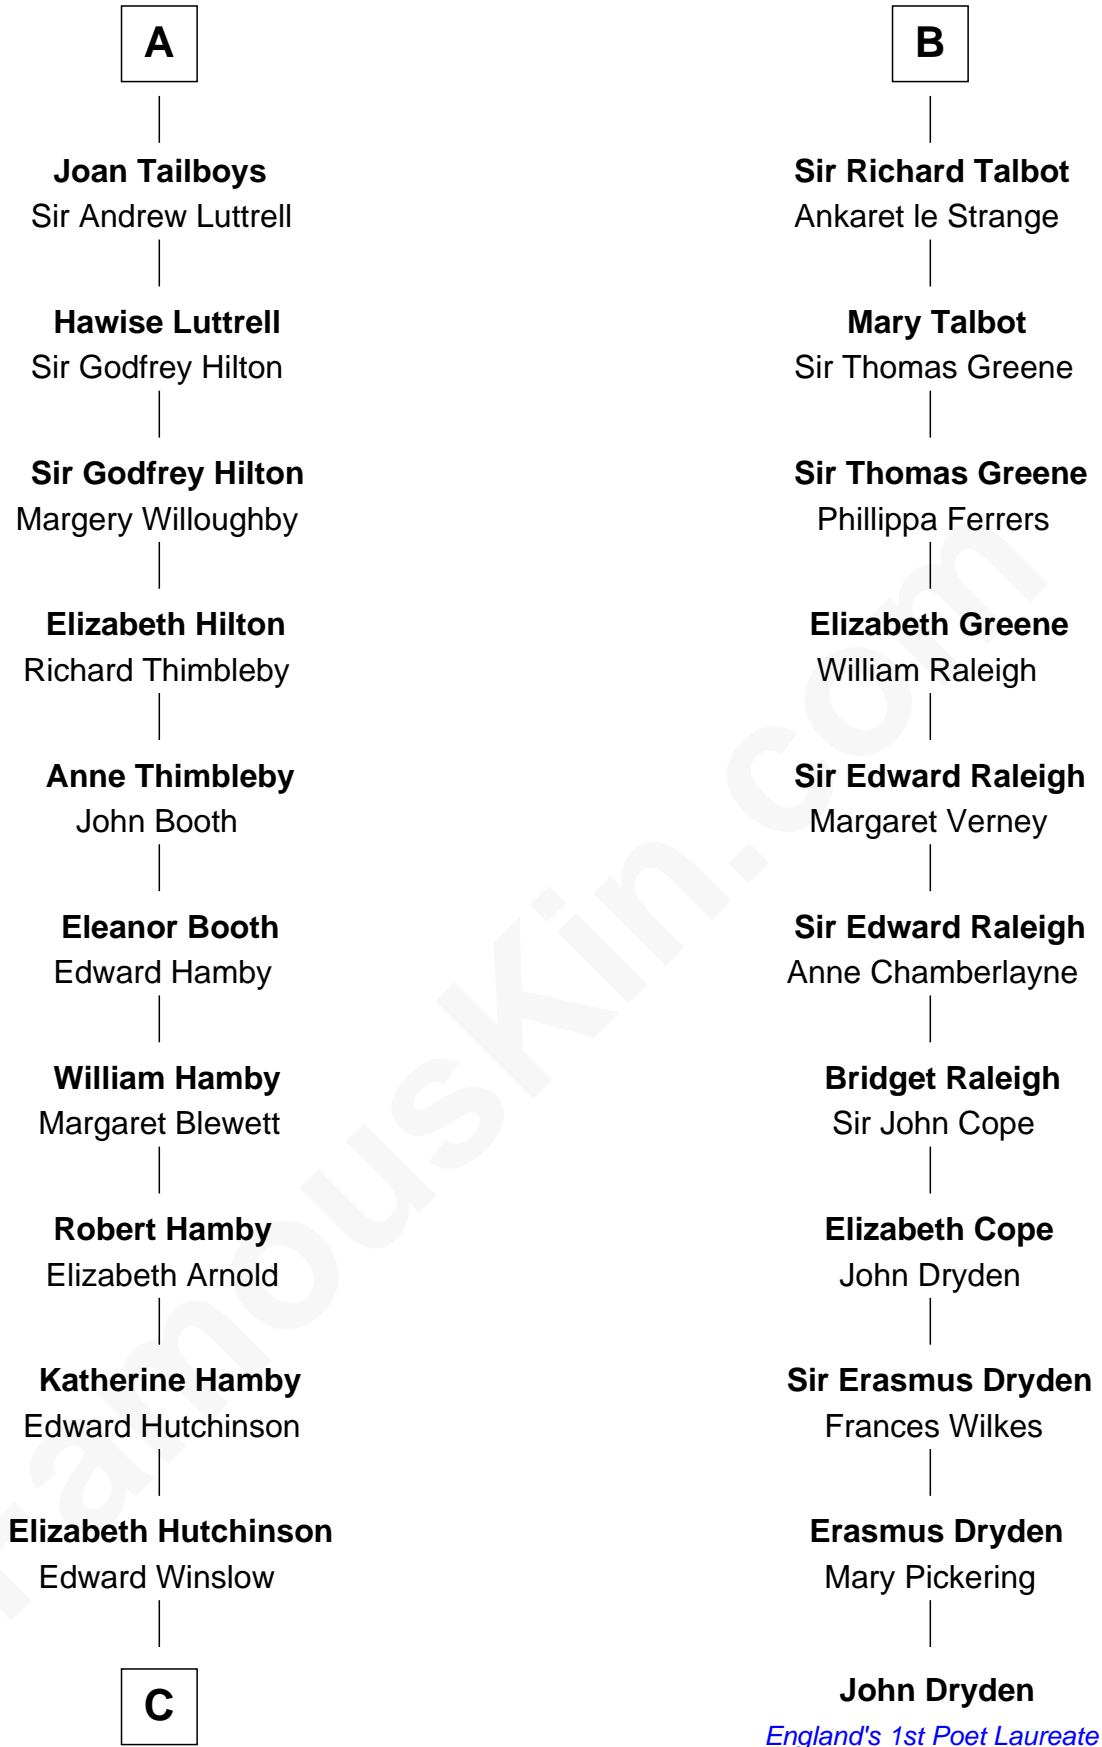 A
Joan Tailboys
Sir Andrew Luttrell
Hawise Luttrell
Sir Godfrey Hilton
Sir Godfrey Hilton
Margery Willoughby
Elizabeth Hilton
Richard Thimbleby
Anne Thimbleby
John Booth
Eleanor Booth
Edward Hamby
William Hamby
Margaret Blewett
Robert Hamby
Elizabeth Arnold
Katherine Hamby
Edward Hutchinson
Elizabeth Hutchinson
Edward Winslow
C
B
Sir Richard Talbot
Ankaret le Strange
Mary Talbot
Sir Thomas Greene
Sir Thomas Greene
Phillippa Ferrers
Elizabeth Greene
William Raleigh
Sir Edward Raleigh
Margaret Verney
Sir Edward Raleigh
Anne Chamberlayne
Bridget Raleigh
Sir John Cope
Elizabeth Cope
John Dryden
Sir Erasmus Dryden
Frances Wilkes
Erasmus Dryden
Mary Pickering
John Dryden
England's 1st Poet Laureate
FamousKin.com